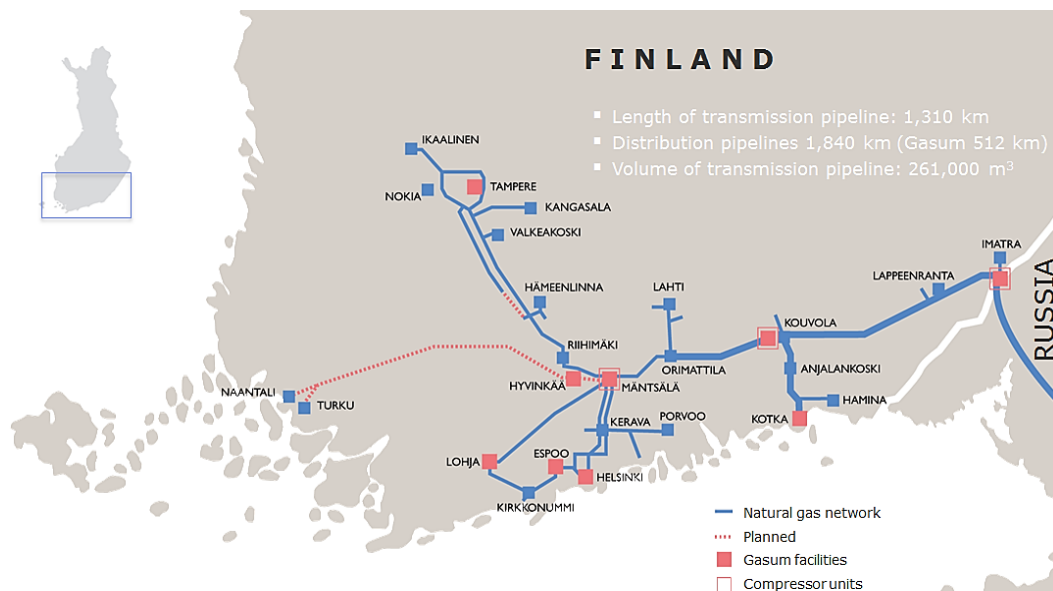 FINLAND
▪ Length of transmission pipeline: 1,310 km
▪ Distribution pipelines 1,840 km (Gasum 512 km)
▪ Volume of transmission pipeline: 261,000 m³
IKAALINEN
NOKIA
TAMPERE
KANGASALA
VALKEAKOSKI
IMATRA
LAPPEENRANTA
RUSSIA
HÄMEENLINNA
LAHTI
KOUVOLA
RIIHIMÄKI
ORIMATTILA
ANJALANKOSKI
HYVINKÄÄ
MÄNTSÄLÄ
NAANTALI
TURKU
HAMINA
KERAVA
PORVOO
KOTKA
LOHJA
ESPOO
HELSINKI
KIRKKONUMMI
Natural gas network
Planned
Gasum facilities
Compressor units